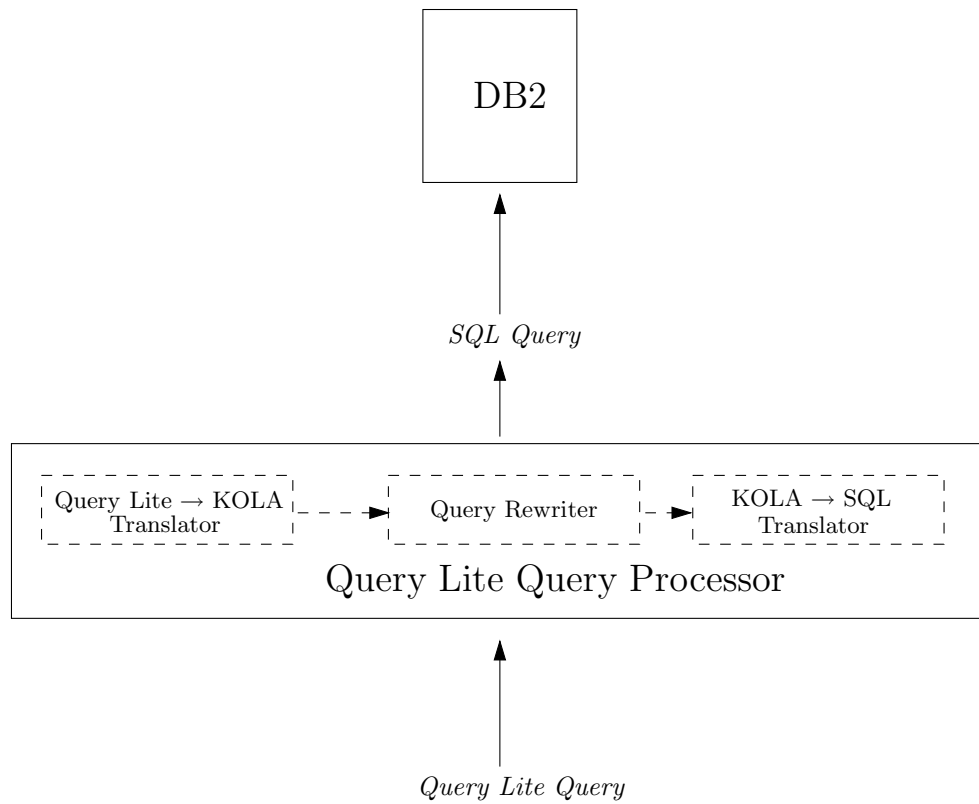 DB2
SQL Query
Query Lite → KOLA
Translator
Query Rewriter
KOLA → SQL
Translator
Query Lite Query Processor
Query Lite Query